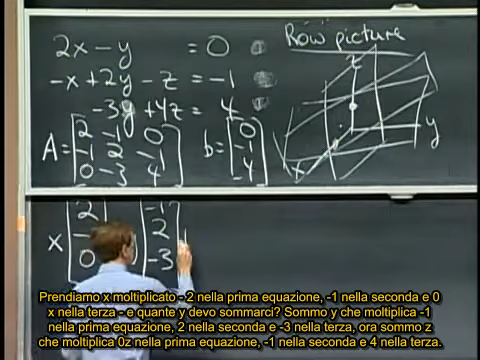 2x - y = 0
-x + 2y - z = -1
-3y + 4z = 4
Row picture
z
y
x
A = [ 2 -1 0
-1 2 -1
0 -3 4 ]
b = [ 0
-1
4 ]
x [ 2
0
-1
2
-3 ]
Prendiamo x moltiplicato - 2 nella prima equazione, -1 nella seconda e 0
x nella terza - e quante y devo sommarci? Sommo y che moltiplica -1
nella prima equazione, 2 nella seconda e -3 nella terza, ora sommo z
che moltiplica 0z nella prima equazione, -1 nella seconda e 4 nella terza.